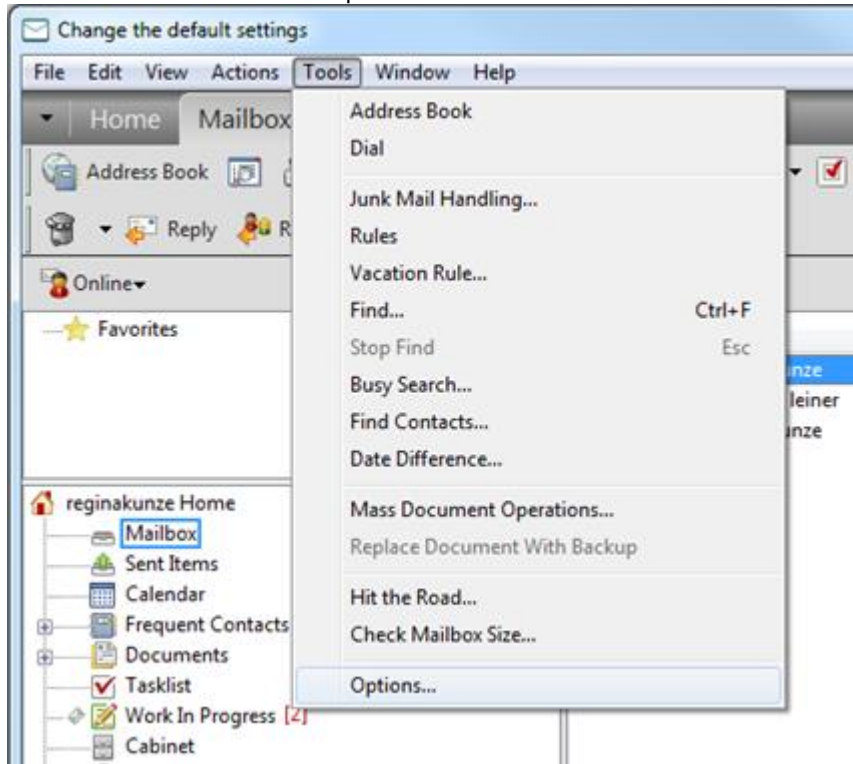 Change the default settings
File Edit View Actions Tools Window Help
Home Mailbox
Address Book
Reply
Online
Favorites
Address Book
Dial
Junk Mail Handling...
Rules
Vacation Rule...
Find... Ctrl+F
Stop Find Esc
Busy Search...
Find Contacts...
Date Difference...
Mass Document Operations...
Replace Document With Backup
Hit the Road...
Check Mailbox Size...
Options...
unze
leiner
unze
reginakunze Home
Mailbox
Sent Items
Calendar
Frequent Contacts
Documents
Tasklist
Work In Progress [2]
Cabinet